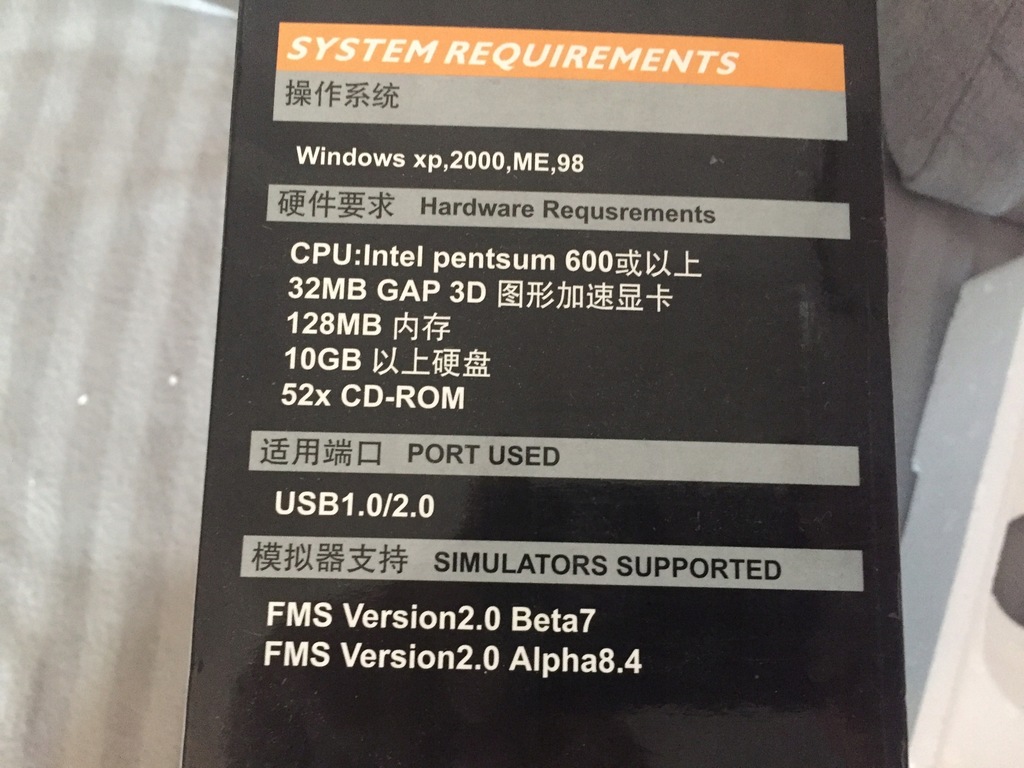 SYSTEM REQUIREMENTS
操作系统
Windows xp,2000,ME,98
硬件要求 Hardware Requsrements
CPU:Intel pentsum 600或以上
32MB GAP 3D 图形加速显卡
128MB 内存
10GB 以上硬盘
52x CD-ROM
适用端口 PORT USED
USB1.0/2.0
模拟器支持 SIMULATORS SUPPORTED
FMS Version2.0 Beta7
FMS Version2.0 Alpha8.4